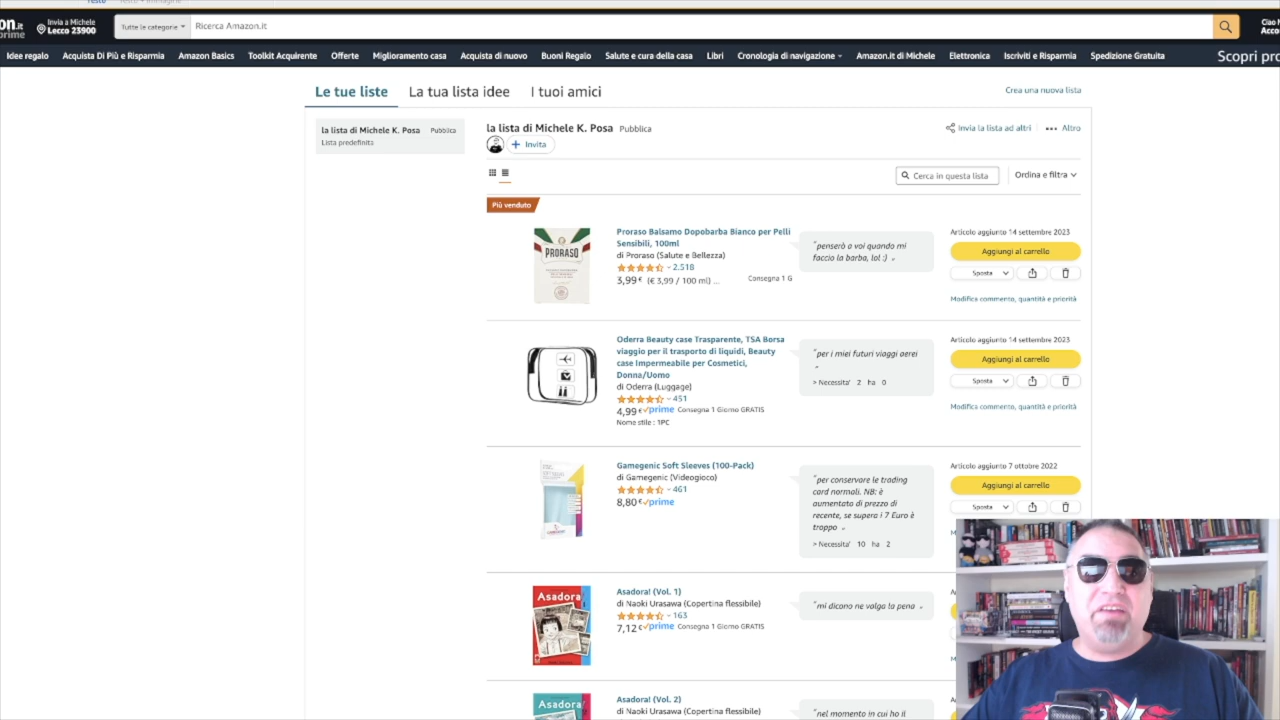 Testo
on.it
prime
Invia a Michele
Lecco 23900
Tutte le categorie
Ricerca Amazon.it
Idee regalo
Acquista Di Più e Risparmia
Amazon Basics
Toolkit Acquirente
Offerte
Miglioramento casa
Acquista di nuovo
Buoni Regalo
Salute e cura della casa
Libri
Cronologia di navigazione
Amazon.it di Michele
Elettronica
Iscriviti e Risparmia
Spedizione Gratuita
Scopri pro
Le tue liste
La tua lista idee
I tuoi amici
Crea una nuova lista
la lista di Michele K. Posa Pubblica
Lista predefinita
la lista di Michele K. Posa Pubblica
Invia la lista ad altri
Altro
+ Invita
Cerca in questa lista
Ordina e filtra
Più venduto
PRORASO
Proraso Balsamo Dopobarba Bianco per Pelli
Sensibili, 100ml
di Proraso (Salute e Bellezza)
2.518
3,99€ (€ 3,99 / 100 ml) ...
Consegna 1 G
"pensèrò a voi quando mi
faccio la barba, lol :) "
Articolo aggiunto 14 settembre 2023
Aggiungi al carrello
Sposta
Modifica commento, quantità e priorità
Oderra Beauty case Trasparente, TSA Borsa
viaggio per il trasporto di liquidi, Beauty
case Impermeabile per Cosmetici,
Donna/Uomo
di Oderra (Luggage)
451
4,99€ prime Consegna 1 Giorno GRATIS
Nome stile : 1PC
"per i miei futuri viaggi aerei
"
> Necessita' 2 ha 0
Articolo aggiunto 14 settembre 2023
Aggiungi al carrello
Sposta
Modifica commento, quantità e priorità
Gamegenic Soft Sleeves (100-Pack)
di Gamegenic (Videogioco)
461
8,80€ prime
"per conservare le trading
card normali. NB: è
aumentato di prezzo di
recente, se supera i 7 Euro è
troppo "
> Necessita' 10 ha 2
Articolo aggiunto 7 ottobre 2022
Aggiungi al carrello
Sposta
Asadora!
Asadora! (Vol. 1)
di Naoki Urasawa (Copertina flessibile)
163
7,12€ prime Consegna 1 Giorno GRATIS
"mi dicono ne valga la pena "
Asadora!
Asadora! (Vol. 2)
di Naoki Urasawa (Copertina flessibile)
"nel momento in cui ho il